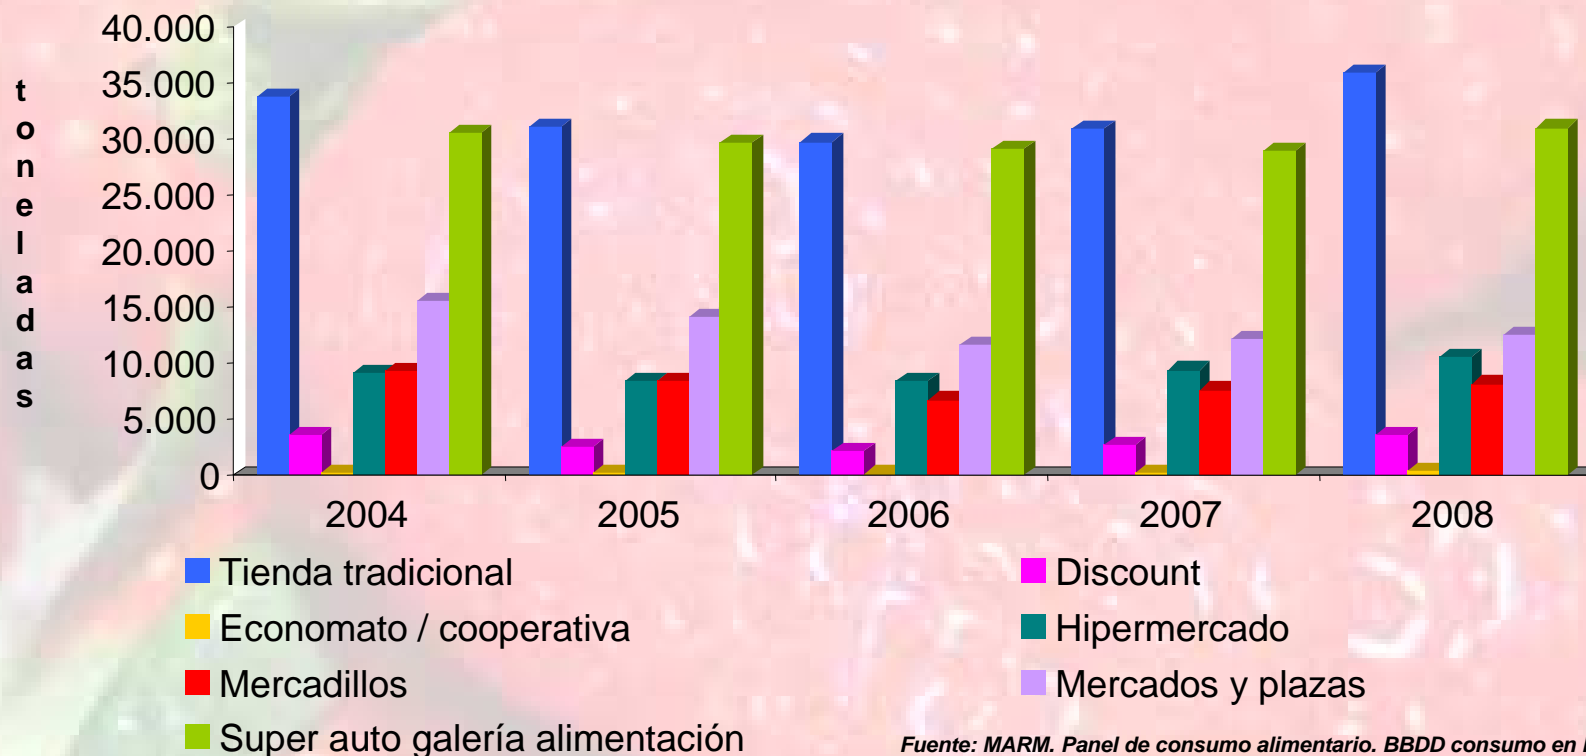 toneladas
40.000
35.000
30.000
25.000
20.000
15.000
10.000
5.000
0
2004 2005 2006 2007 2008
Tienda tradicional
Discount
Economato / cooperativa
Hipermercado
Mercadillos
Mercados y plazas
Super auto galería alimentación
Fuente: MARM. Panel de consumo alimentario. BBDD consumo en